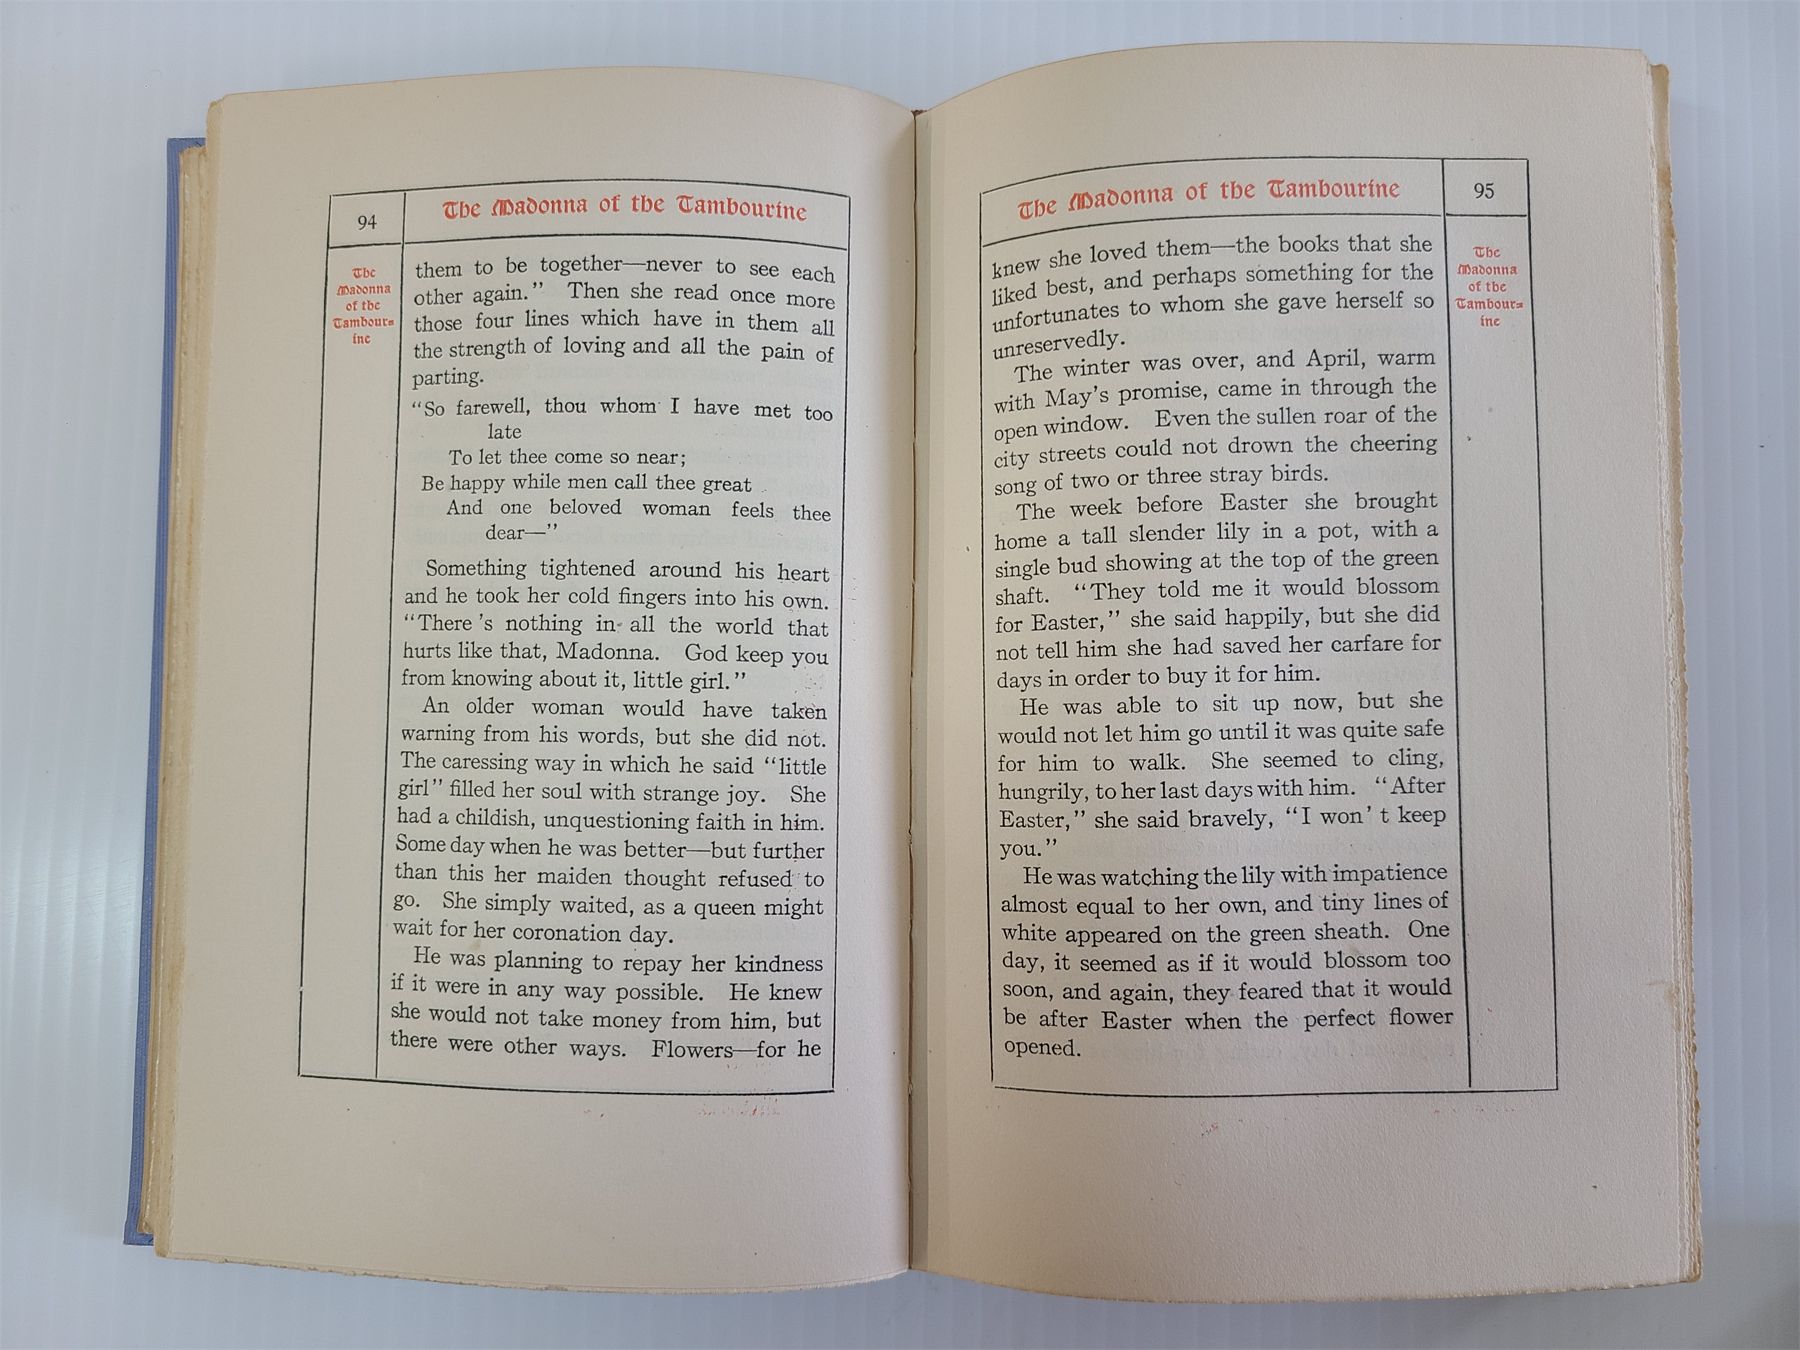 94
The Madonna of the Tambourine
The
Madonna
of the
Tambour=
ine
them to be together—never to see each
other again.” Then she read once more
those four lines which have in them all
the strength of loving and all the pain of
parting.
“So farewell, thou whom I have met too
late
To let thee come so near;
Be happy while men call thee great
And one beloved woman feels thee
dear—”
Something tightened around his heart
and he took her cold fingers into his own.
“There 's nothing in all the world that
hurts like that, Madonna. God keep you
from knowing about it, little girl.”
An older woman would have taken
warning from his words, but she did not.
The caressing way in which he said “little
girl” filled her soul with strange joy. She
had a childish, unquestioning faith in him.
Some day when he was better—but further
than this her maiden thought refused to
go. She simply waited, as a queen might
wait for her coronation day.
He was planning to repay her kindness
if it were in any way possible. He knew
she would not take money from him, but
there were other ways. Flowers—for he
The Madonna of the Tambourine
95
The
Madonna
of the
Tambour=
ine
knew she loved them—the books that she
liked best, and perhaps something for the
unfortunates to whom she gave herself so
unreservedly.
The winter was over, and April, warm
with May's promise, came in through the
open window. Even the sullen roar of the
city streets could not drown the cheering
song of two or three stray birds.
The week before Easter she brought
home a tall slender lily in a pot, with a
single bud showing at the top of the green
shaft. “They told me it would blossom
for Easter,” she said happily, but she did
not tell him she had saved her carfare for
days in order to buy it for him.
He was able to sit up now, but she
would not let him go until it was quite safe
for him to walk. She seemed to cling,
hungrily, to her last days with him. “After
Easter,” she said bravely, “I won' t keep
you.”
He was watching the lily with impatience
almost equal to her own, and tiny lines of
white appeared on the green sheath. One
day, it seemed as if it would blossom too
soon, and again, they feared that it would
be after Easter when the perfect flower
opened.